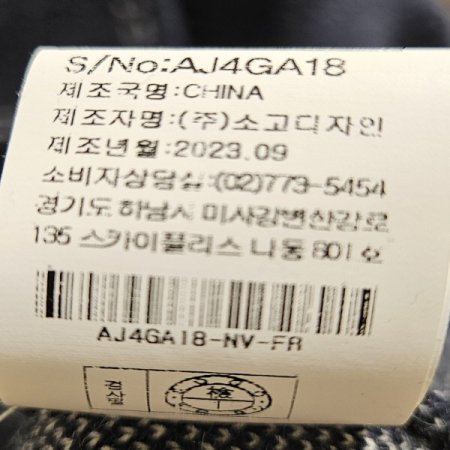 S/No:AJ4GA18
제조국명:CHINA
제조자명:(주)소고디자인
제조년월:2023.09
소비자상담실:(02)773-5454
경기도 하남시 미사강변한강로
135 스카이폴리스 나동 801호
AJ4GA18-NV-FR
검사필
檢